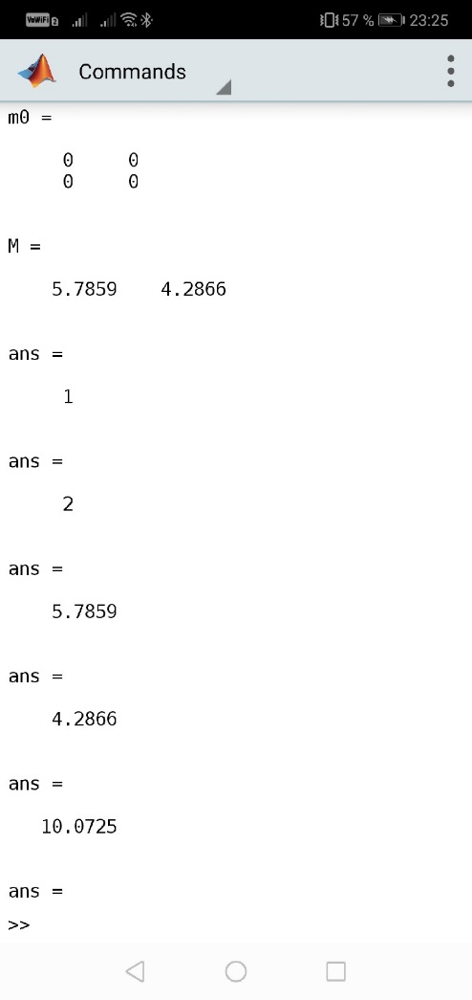 VoWiFi 2 57 % 23:25
Commands
m0 =
0 0
0 0
M =
5.7859 4.2866
ans =
1
ans =
2
ans =
5.7859
ans =
4.2866
ans =
10.0725
ans =
>>